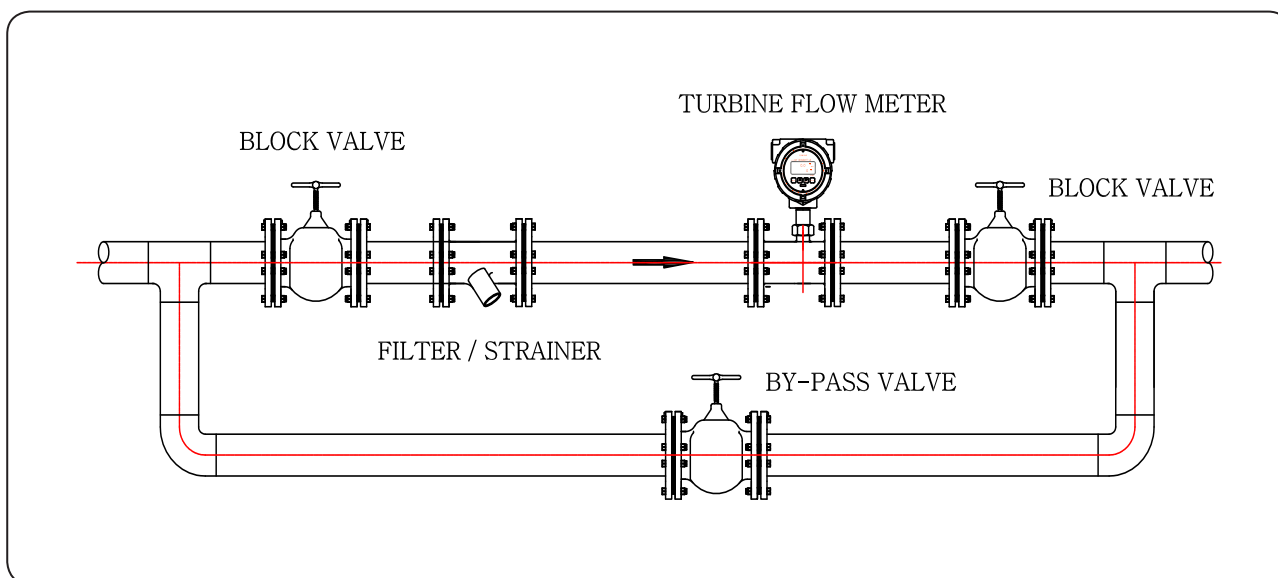 TURBINE FLOW METER
BLOCK VALVE
BLOCK VALVE
FILTER / STRAINER
BY-PASS VALVE